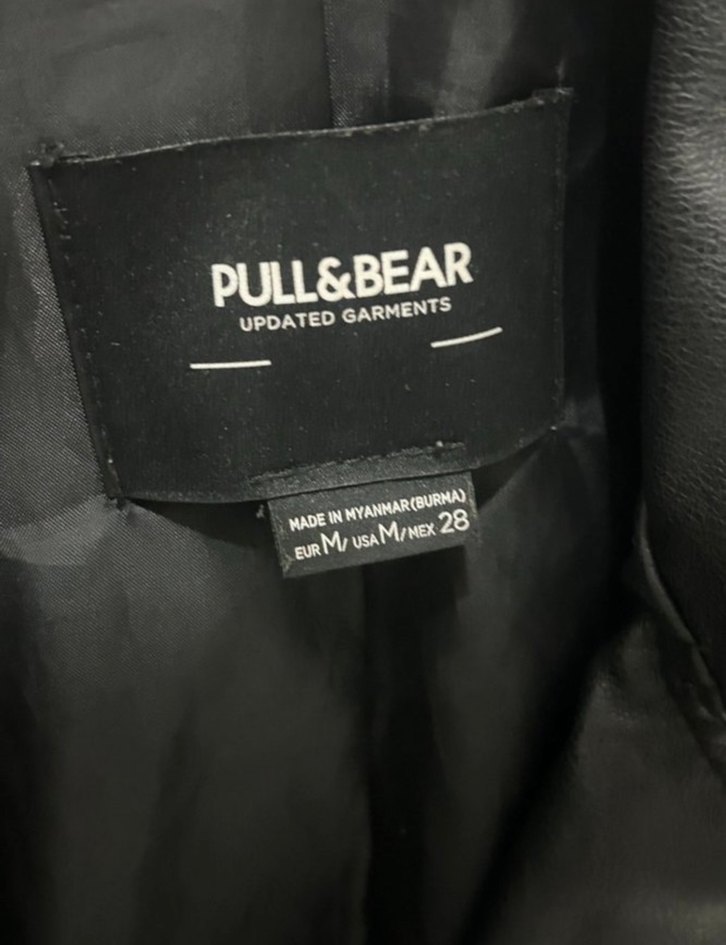 PULL&BEAR
UPDATED GARMENTS
MADE IN MYANMAR(BURMA)
EUR M/ USA M/ MEX 28